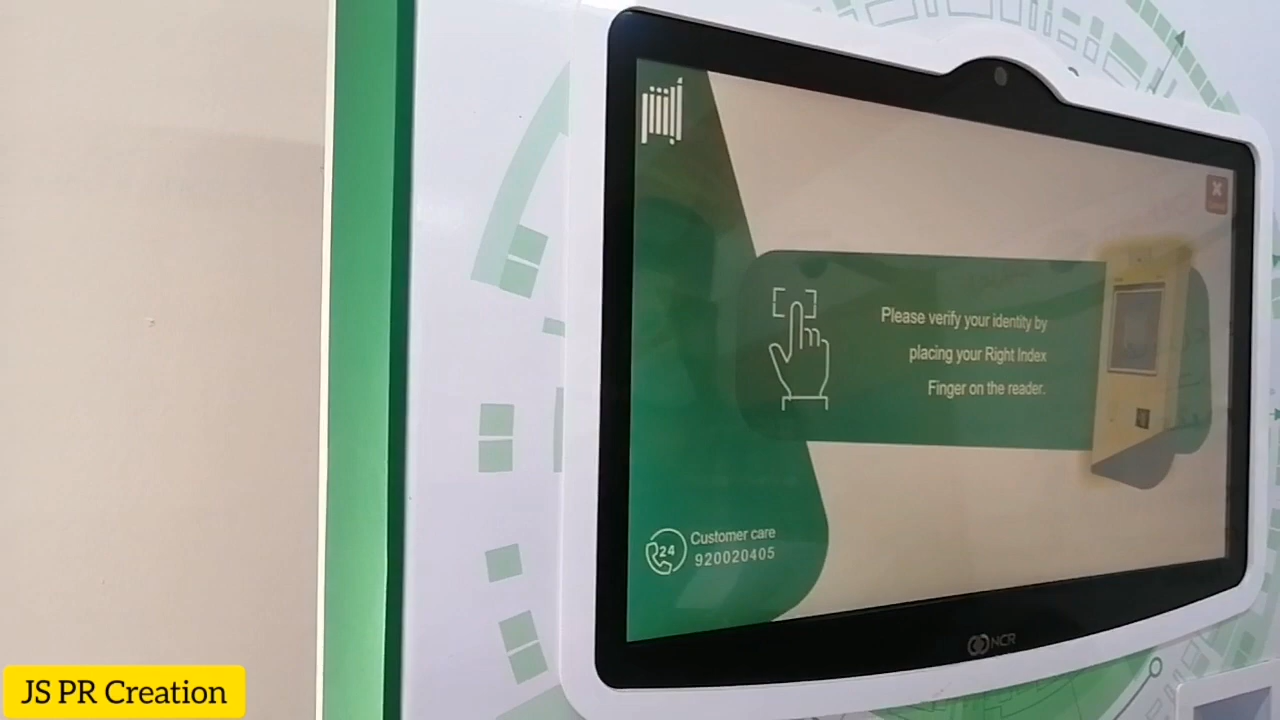 Please verify your identity by
placing your Right Index
Finger on the reader.
24
Customer care
920020405
NCR
JS PR Creation